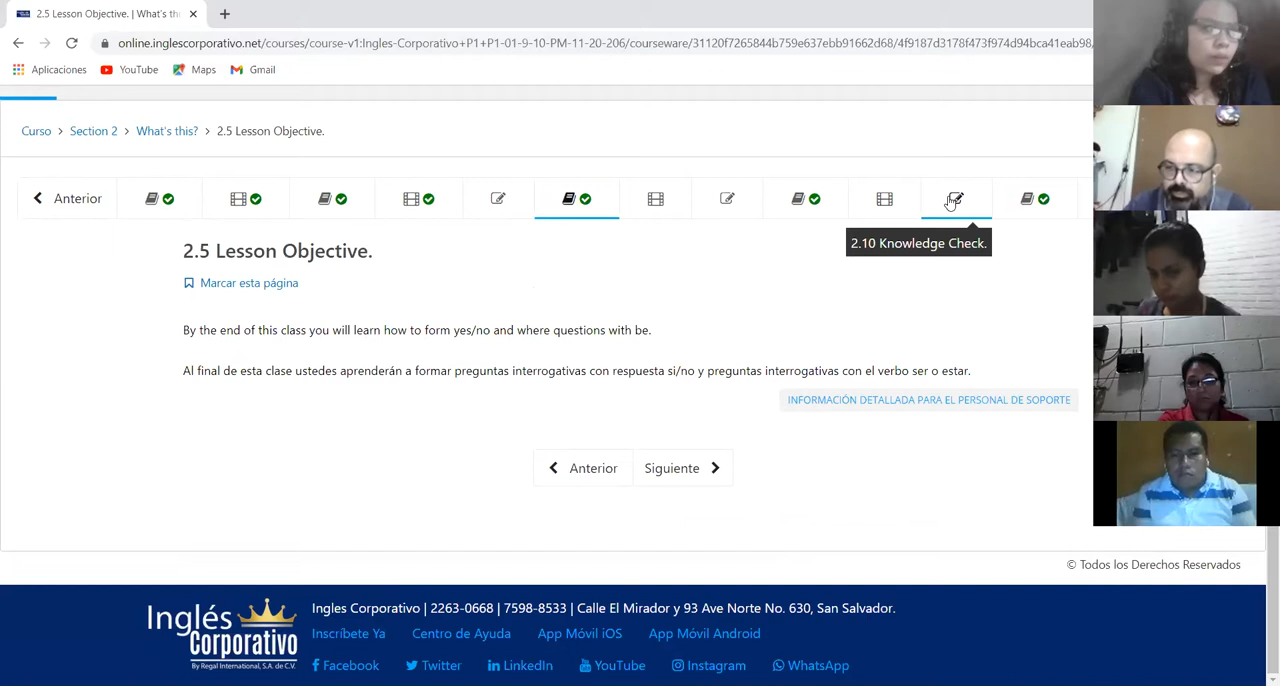 2.5 Lesson Objective. | What's thi
online.inglescorporativo.net/courses/course-v1:Ingles-Corporativo+P1+P1-01-9-10-PM-11-20-206/courseware/31120f7265844b759e637ebb91662d68/4f9187d3178f473f974d94bca41eab98/
Aplicaciones YouTube Maps Gmail
Curso > Section 2 > What's this? > 2.5 Lesson Objective.
Anterior
2.10 Knowledge Check.
2.5 Lesson Objective.
Marcar esta página
By the end of this class you will learn how to form yes/no and where questions with be.
Al final de esta clase ustedes aprenderán a formar preguntas interrogativas con respuesta si/no y preguntas interrogativas con el verbo ser o estar.
INFORMACIÓN DETALLADA PARA EL PERSONAL DE SOPORTE
Anterior Siguiente
© Todos los Derechos Reservados
Inglés Corporativo
By Regal International, S.A. de C.V.
Ingles Corporativo | 2263-0668 | 7598-8533 | Calle El Mirador y 93 Ave Norte No. 630, San Salvador.
Inscríbete Ya Centro de Ayuda App Móvil iOS App Móvil Android
Facebook Twitter LinkedIn YouTube Instagram WhatsApp